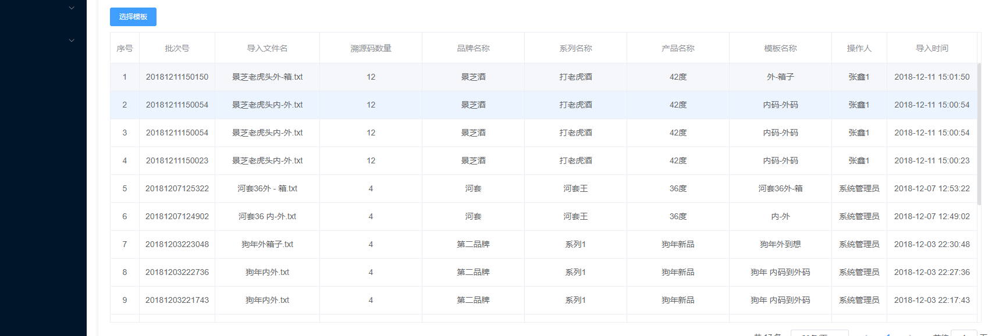 选择模板
序号 批次号 导入文件名 溯源码数量 品牌名称 系列名称 产品名称 模板名称 操作人 导入时间
1 20181211150150 景芝老虎头外-箱.txt 12 景芝酒 打老虎酒 42度 外-箱子 张鑫1 2018-12-11 15:01:50
2 20181211150054 景芝老虎头内-外.txt 12 景芝酒 打老虎酒 42度 内码-外码 张鑫1 2018-12-11 15:00:54
3 20181211150054 景芝老虎头内-外.txt 12 景芝酒 打老虎酒 42度 内码-外码 张鑫1 2018-12-11 15:00:54
4 20181211150023 景芝老虎头内-外.txt 12 景芝酒 打老虎酒 42度 内码-外码 张鑫1 2018-12-11 15:00:23
5 20181207125322 河套36外 - 箱.txt 4 河套 河套王 36度 河套36外-箱 系统管理员 2018-12-07 12:53:22
6 20181207124902 河套36 内-外.txt 4 河套 河套王 36度 内-外 系统管理员 2018-12-07 12:49:02
7 20181203223048 狗年外箱子.txt 4 第二品牌 系列1 狗年新品 狗年外到想 系统管理员 2018-12-03 22:30:48
8 20181203222736 狗年内外.txt 4 第二品牌 系列1 狗年新品 狗年 内码到外码 系统管理员 2018-12-03 22:27:36
9 20181203221743 狗年内外.txt 4 第二品牌 系列1 狗年新品 狗年 内码到外码 系统管理员 2018-12-03 22:17:43